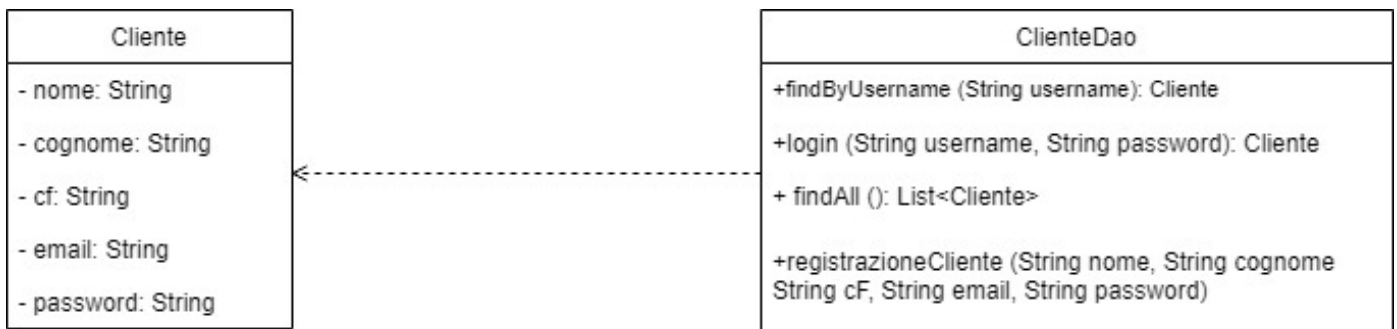 Cliente
- nome: String
- cognome: String
- cf: String
- email: String
- password: String
ClienteDao
+findByUsername (String username): Cliente
+login (String username, String password): Cliente
+ findAll (): List<Cliente>
+registrazioneCliente (String nome, String cognome
String cF, String email, String password)